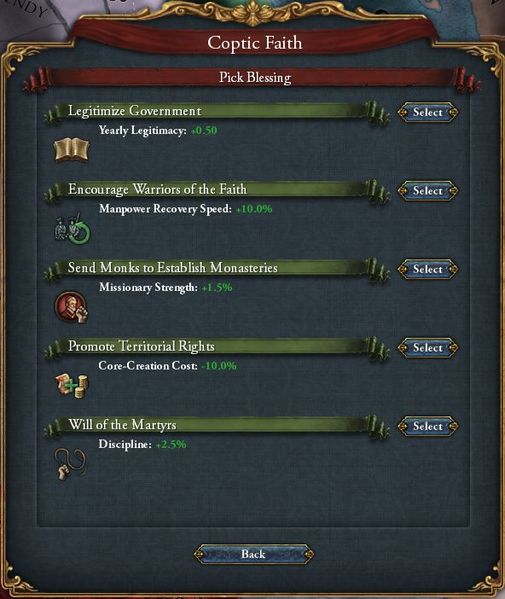 ENDY
Coptic Faith
Pick Blessing
Legitimize Government
Select
Yearly Legitimacy: +0.50
Encourage Warriors of the Faith
Select
Manpower Recovery Speed: +10.0%
Send Monks to Establish Monasteries
Select
Missionary Strength: +1.5%
Promote Territorial Rights
Select
Core-Creation Cost: -10.0%
Will of the Martyrs
Select
Discipline: +2.5%
Back